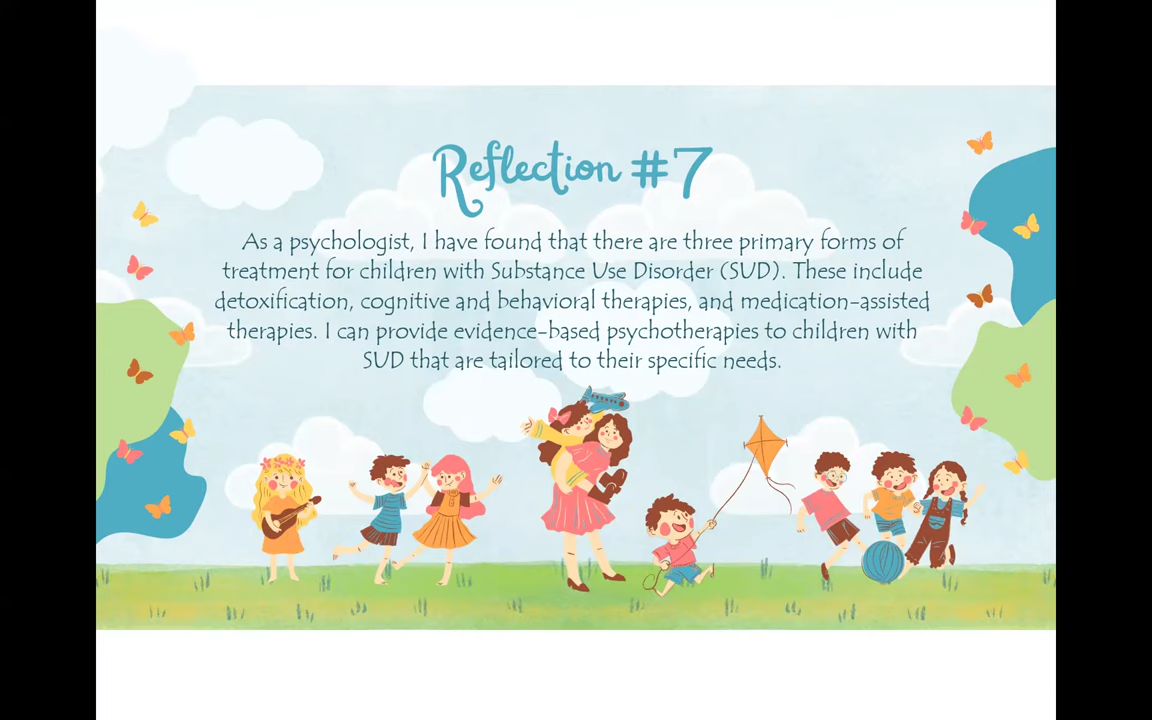 Reflection #7
As a psychologist, I have found that there are three primary forms of
treatment for children with Substance Use Disorder (SUD). These include
detoxification, cognitive and behavioral therapies, and medication-assisted
therapies. I can provide evidence-based psychotherapies to children with
SUD that are tailored to their specific needs.